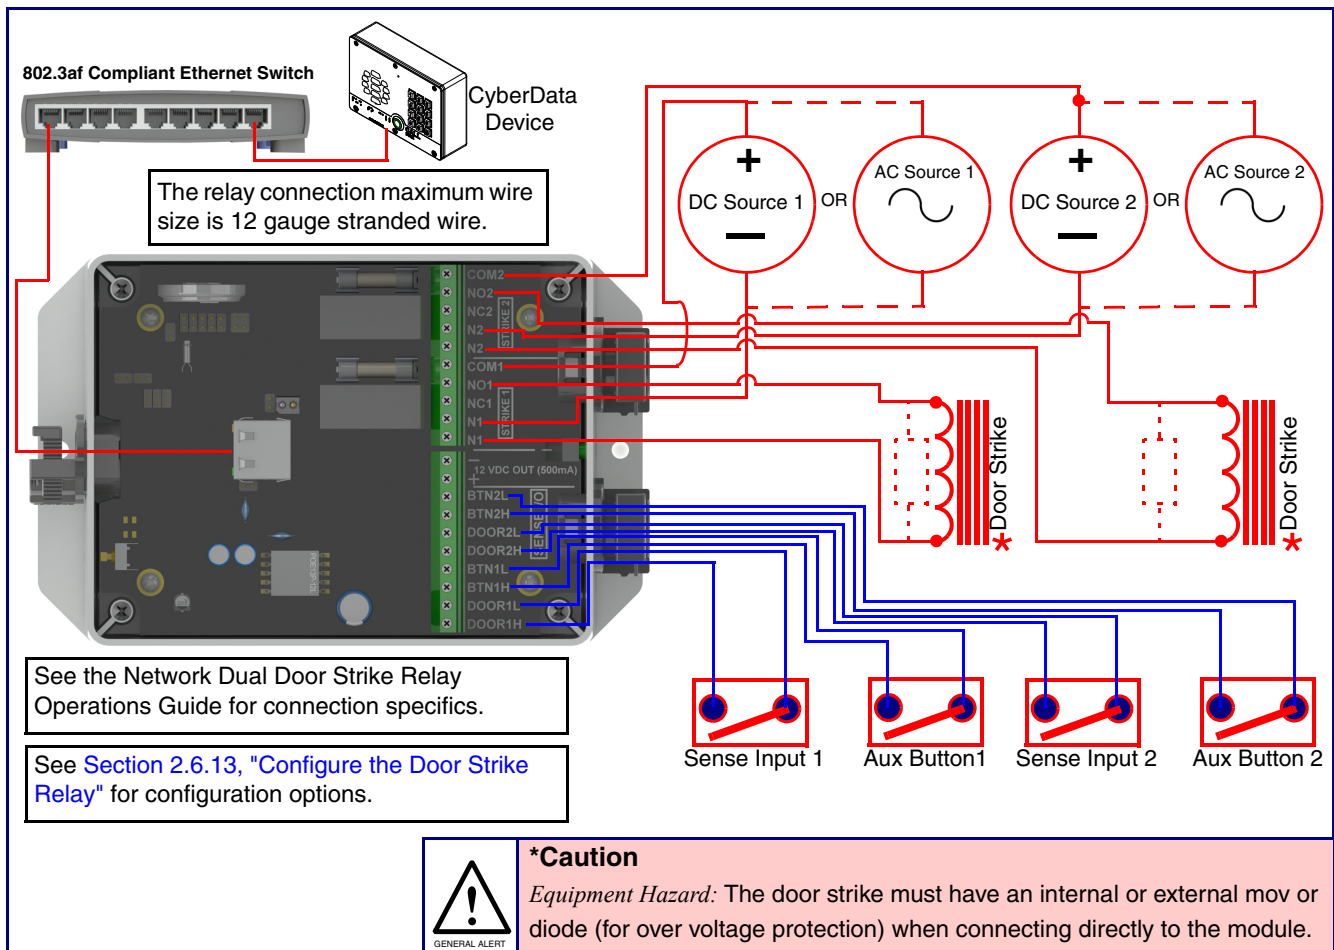 802.3af Compliant Ethernet Switch
CyberData
Device
The relay connection maximum wire
size is 12 gauge stranded wire.
+
DC Source 1
OR
AC Source 1
+
DC Source 2
OR
AC Source 2
COM2
NO2
NC2
N2
N2
STRIKE 2
COM1
NO1
NC1
N1
N1
STRIKE 1
-
12 VDC OUT (500mA)
+
BTN2L
BTN2H
DOOR2L
DOOR2H
BTN1L
BTN1H
DOOR1L
DOOR1H
SENSE I/O
POE13P-12L
*Door Strike
*Door Strike
Sense Input 1
Aux Button1
Sense Input 2
Aux Button 2
See the Network Dual Door Strike Relay
Operations Guide for connection specifics.
See Section 2.6.13, "Configure the Door Strike
Relay" for configuration options.
GENERAL ALERT
*Caution
Equipment Hazard: The door strike must have an internal or external mov or
diode (for over voltage protection) when connecting directly to the module.